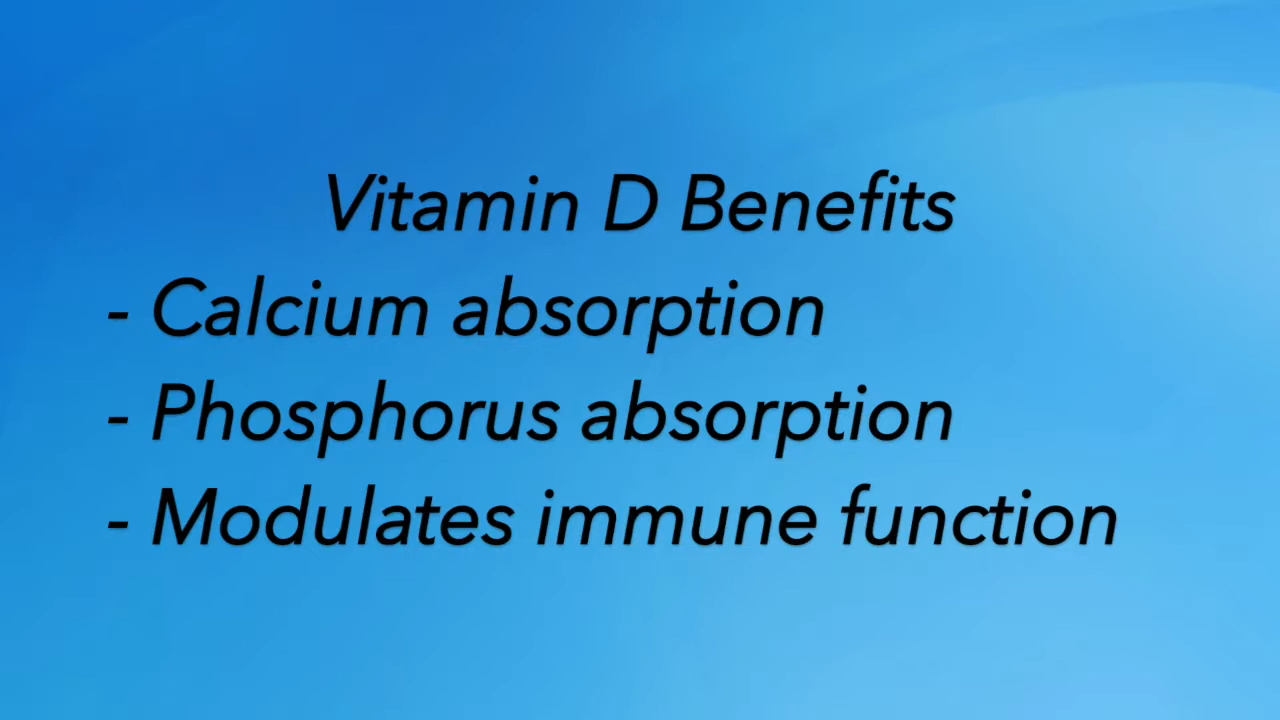 Vitamin D Benefits
- Calcium absorption
- Phosphorus absorption
- Modulates immune function